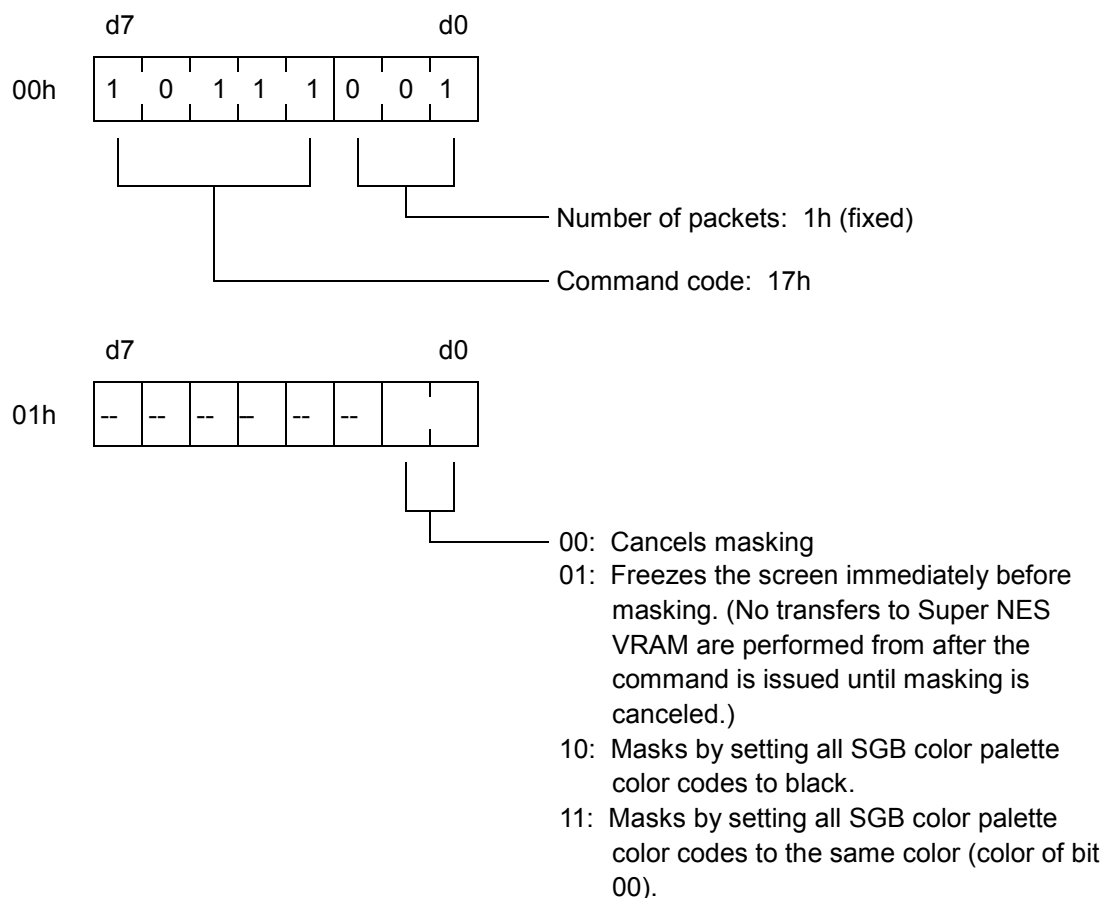 d7 d0
00h 1 0 1 1 1 0 0 1
Number of packets: 1h (fixed)
Command code: 17h
d7 d0
01h -- -- -- -- -- --
00: Cancels masking
01: Freezes the screen immediately before
masking. (No transfers to Super NES
VRAM are performed from after the
command is issued until masking is
canceled.)
10: Masks by setting all SGB color palette
color codes to black.
11: Masks by setting all SGB color palette
color codes to the same color (color of bit
00).